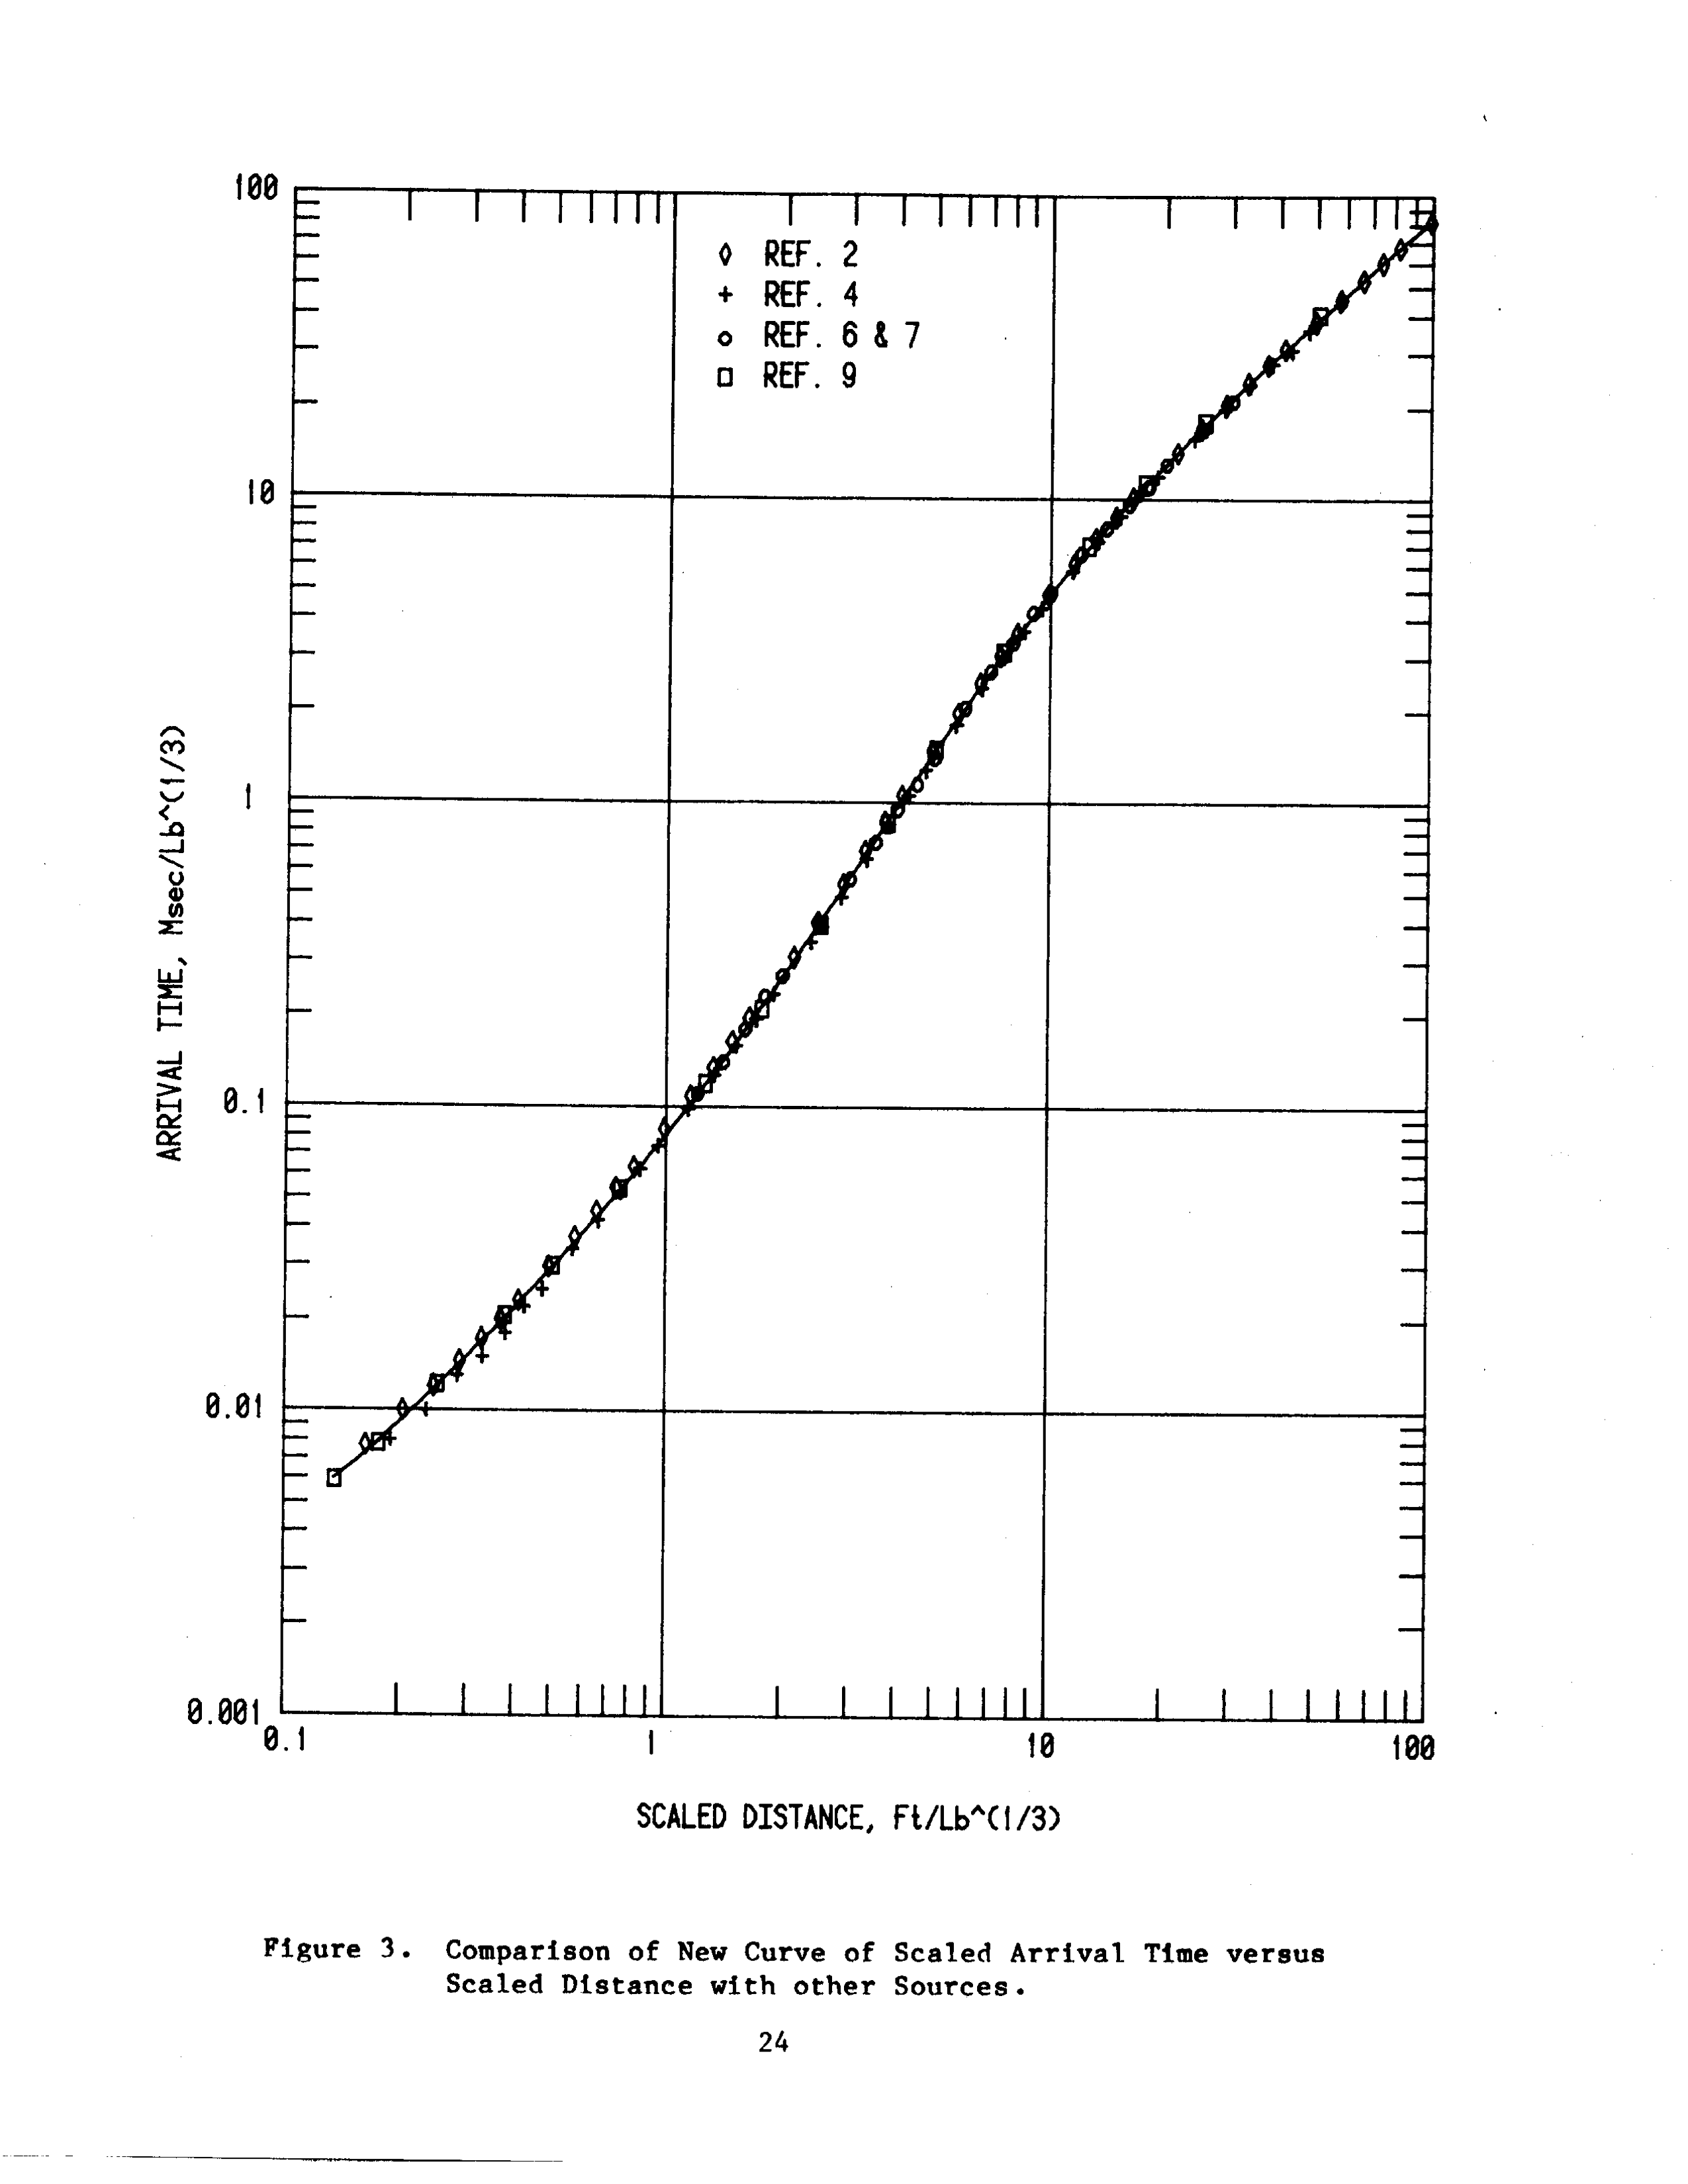 100
REF. 2
REF. 4
REF. 6 & 7
REF. 9
10
1
0.1
0.01
0.001
ARRIVAL TIME, Msec/Lb^(1/3)
0.1 1 10 100
SCALED DISTANCE, Ft/Lb^(1/3)
Figure 3. Comparison of New Curve of Scaled Arrival Time versus
Scaled Distance with other Sources.
24